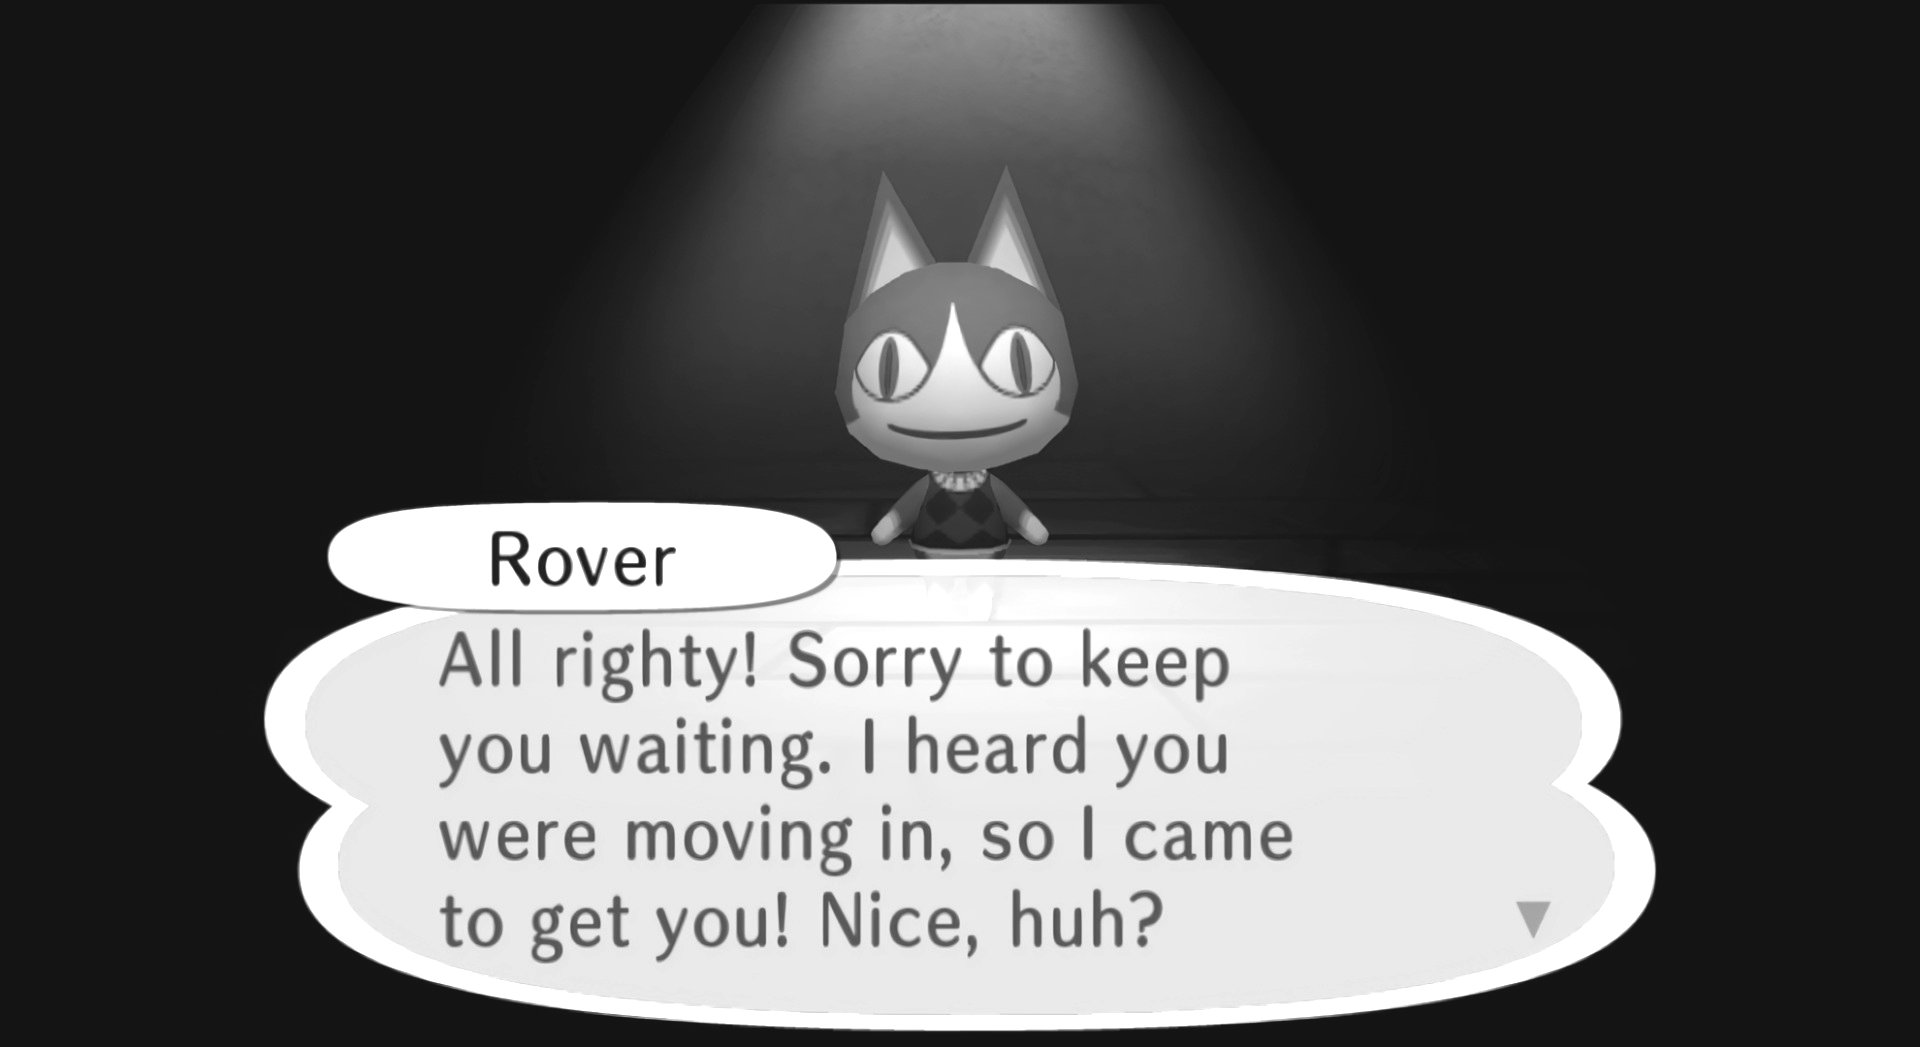 Rover
All righty! Sorry to keep
you waiting. I heard you
were moving in, so I came
to get you! Nice, huh?